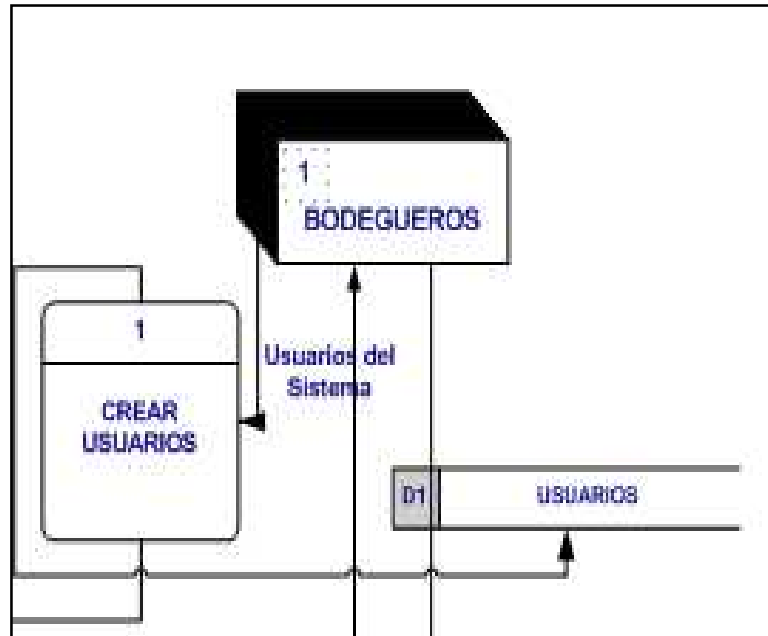 1
BODEGUEROS
1
Usuarios del
Sistema
CREAR
USUARIOS
D1
USUARIOS